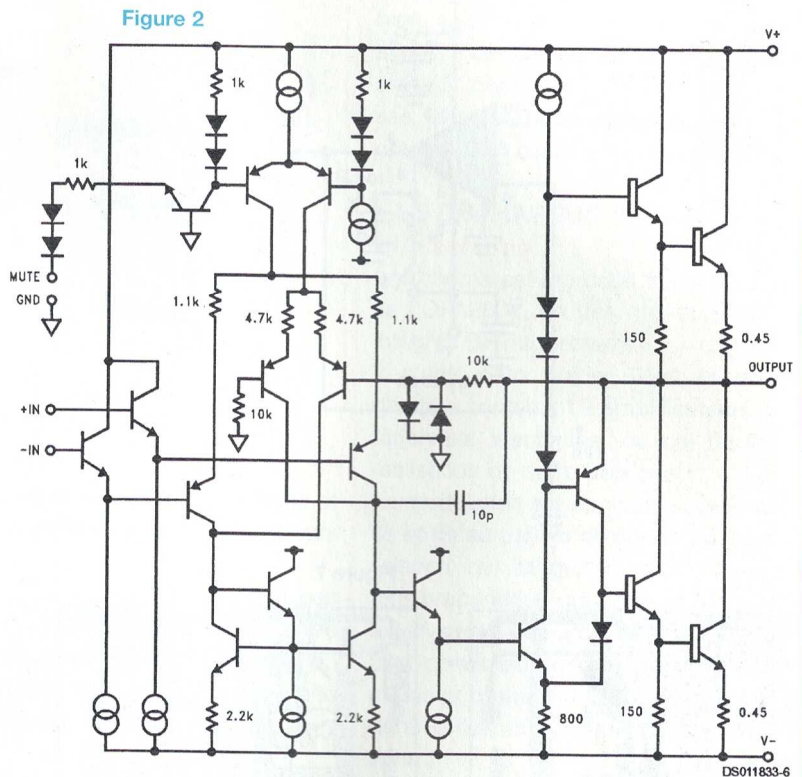 Figure 2
V+
1k
1k
1k
MUTE
GND
1.1k
4.7k
4.7k
1.1k
150
0.45
10k
OUTPUT
+IN
10k
-IN
10p
2.2k
2.2k
800
150
0.45
V-
DS011833-6